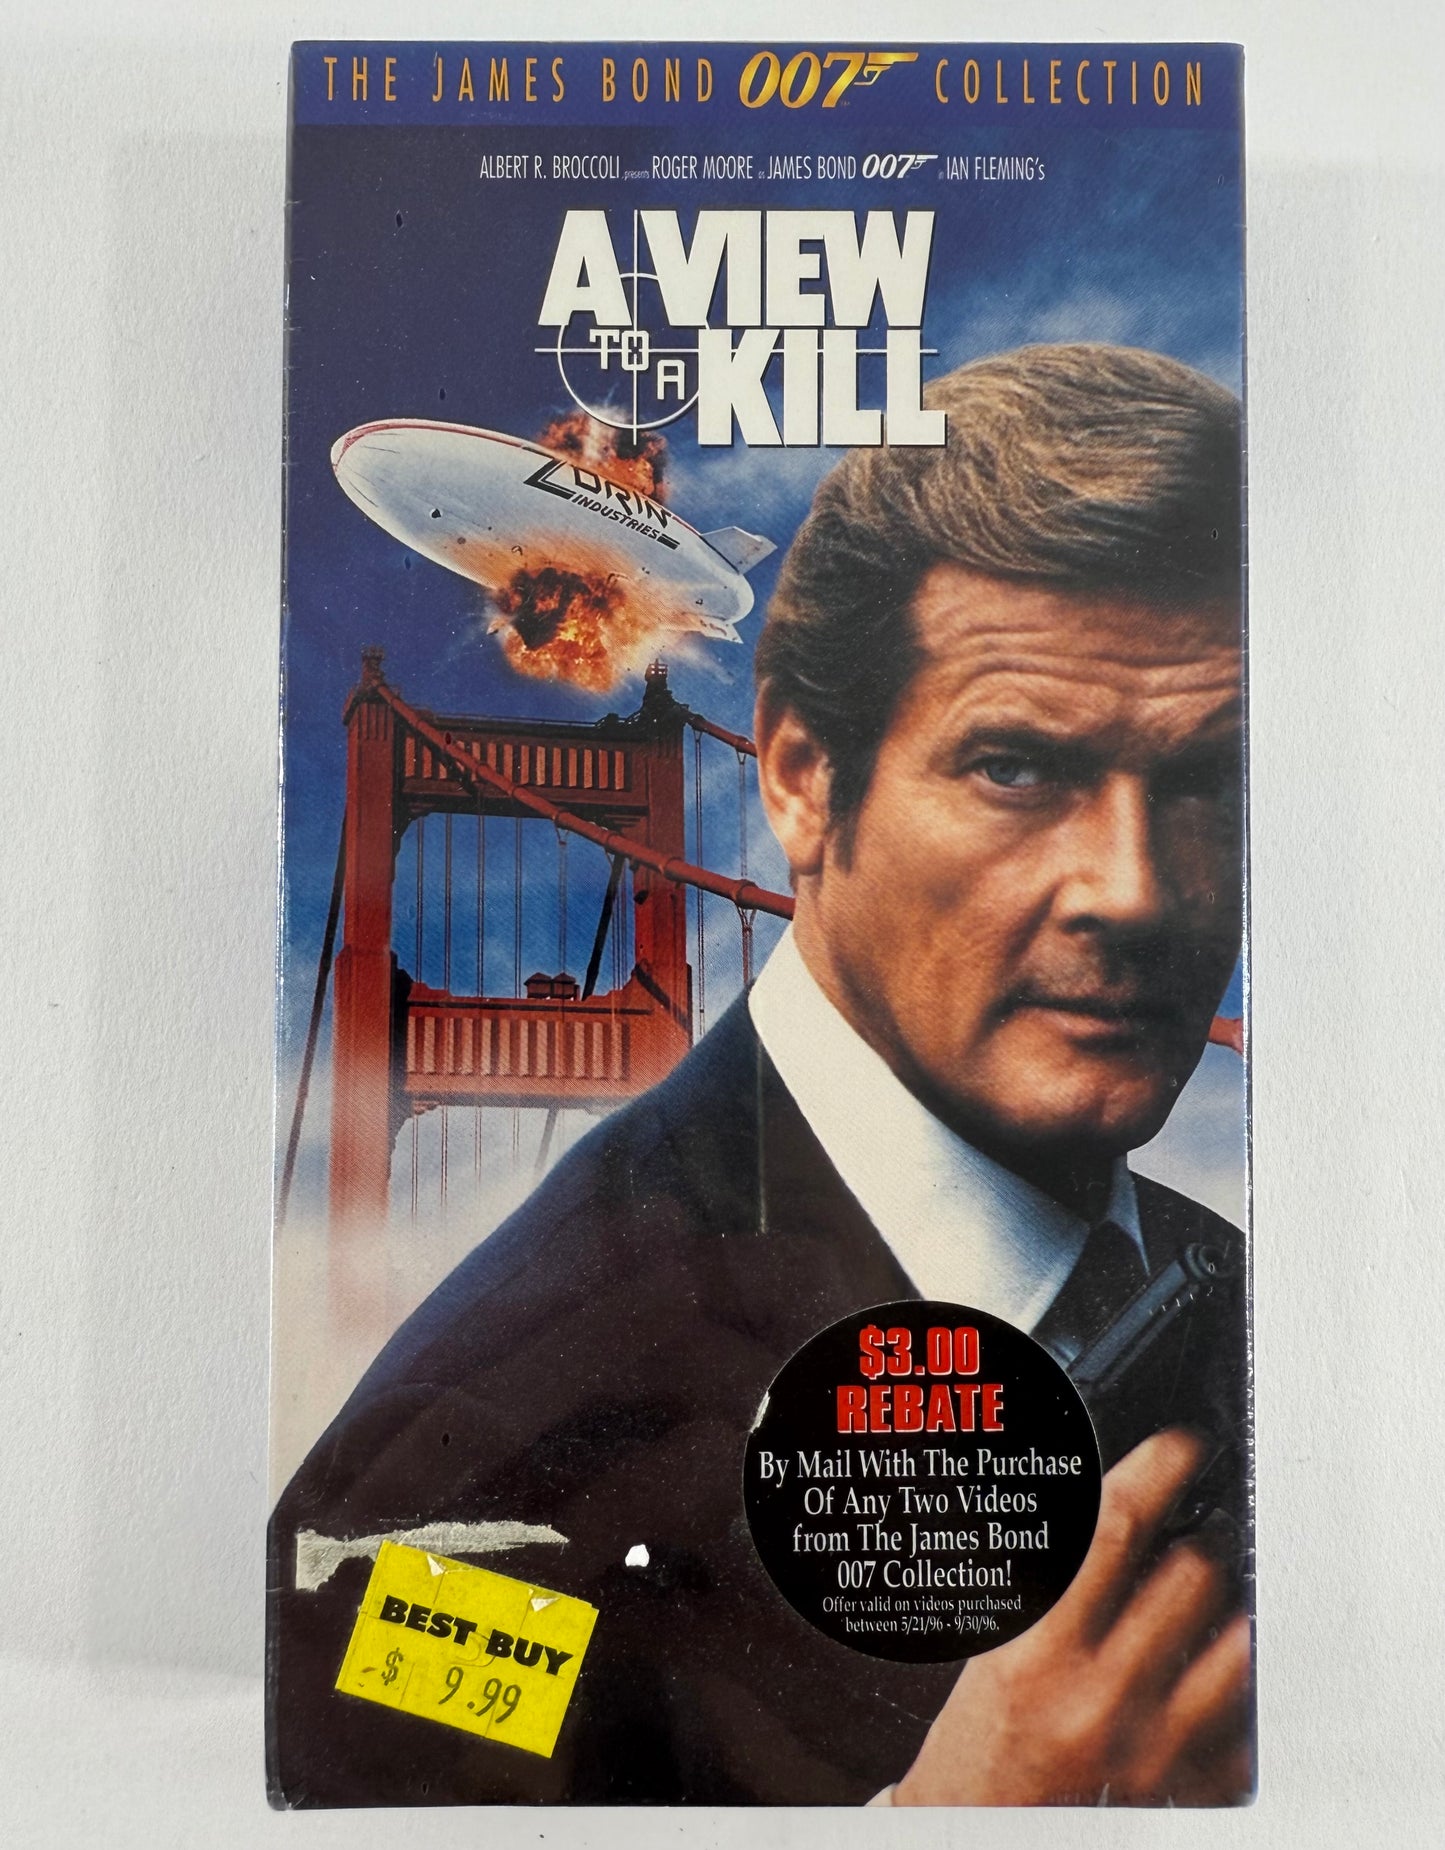 THE JAMES BOND 007 COLLECTION
ALBERT R. BROCCOLI presents ROGER MOORE as JAMES BOND 007 in IAN FLEMING's
A VIEW
TO A KILL
ZORIN
INDUSTRIES
$3.00
REBATE
By Mail With The Purchase
Of Any Two Videos
from The James Bond
007 Collection!
Offer valid on videos purchased
between 5/21/96 - 9/30/96.
BEST BUY
$ 9.99